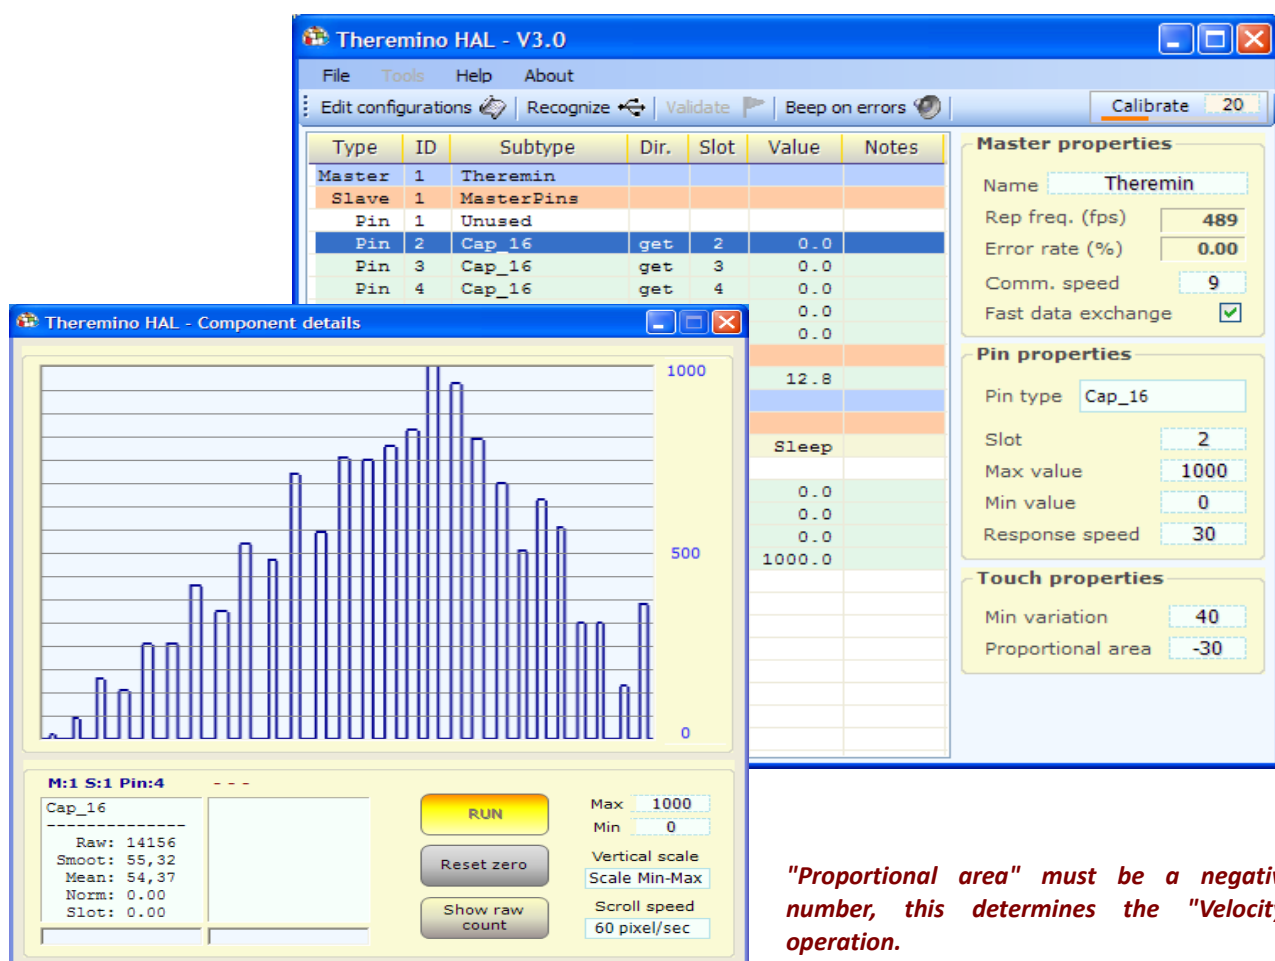 Theremino HAL - V3.0
File Tools Help About
Edit configurations Recognize Validate Beep on errors Calibrate 20
Type ID Subtype Dir. Slot Value Notes
Master 1 Theremin
Slave 1 MasterPins
Pin 1 Unused
Pin 2 Cap_16 get 2 0.0
Pin 3 Cap_16 get 3 0.0
Pin 4 Cap_16 get 4 0.0
0.0
0.0
12.8
Sleep
0.0
0.0
0.0
1000.0
Master properties
Name Theremin
Rep freq. (fps) 489
Error rate (%) 0.00
Comm. speed 9
Fast data exchange
Pin properties
Pin type Cap_16
Slot 2
Max value 1000
Min value 0
Response speed 30
Touch properties
Min variation 40
Proportional area -30
Theremino HAL - Component details
1000
500
0
M:1 S:1 Pin:4 - - -
Cap_16
--------------
Raw: 14156
Smoot: 55,32
Mean: 54,37
Norm: 0.00
Slot: 0.00
RUN
Reset zero
Show raw
count
Max 1000
Min 0
Vertical scale
Scale Min-Max
Scroll speed
60 pixel/sec
"Proportional area" must be a negativ
number, this determines the "Velocity
operation.